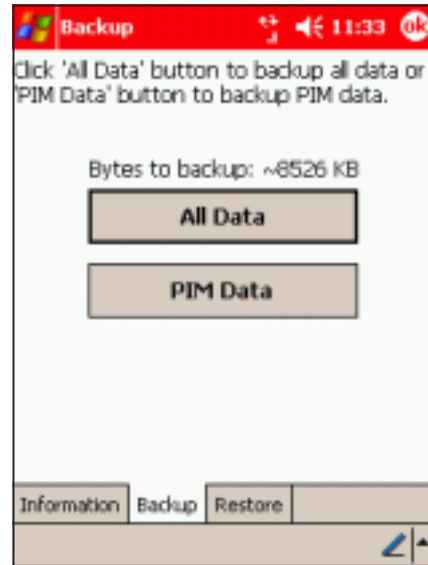 Backup 11:33 ok
Click 'All Data' button to backup all data or
'PIM Data' button to backup PIM data.
Bytes to backup: ~8526 KB
All Data
PIM Data
Information Backup Restore